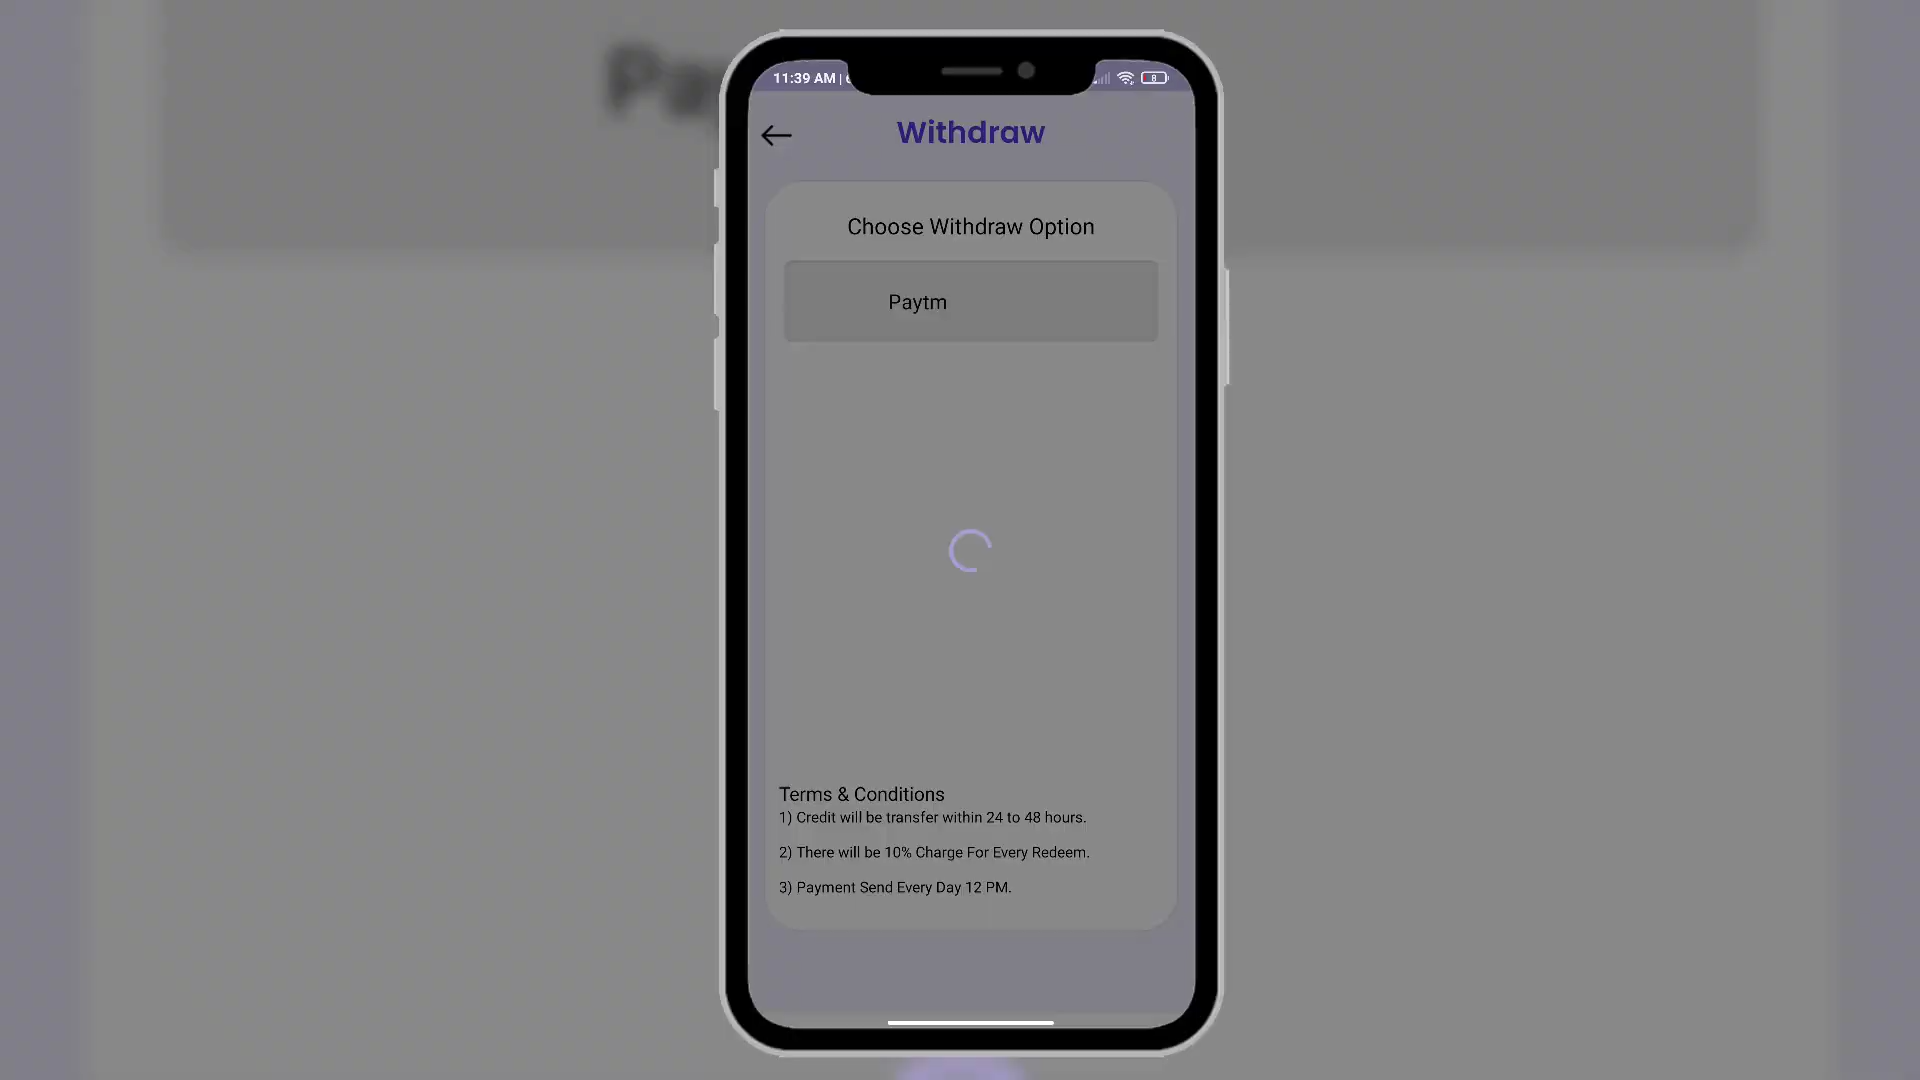 11:39 AM |
8
Withdraw
Choose Withdraw Option
Paytm
Terms & Conditions
1) Credit will be transfer within 24 to 48 hours.
2) There will be 10% Charge For Every Redeem.
3) Payment Send Every Day 12 PM.